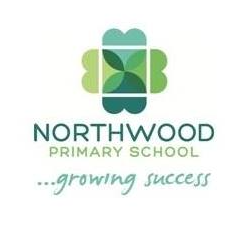 NORTHWOOD
PRIMARY SCHOOL
...growing success